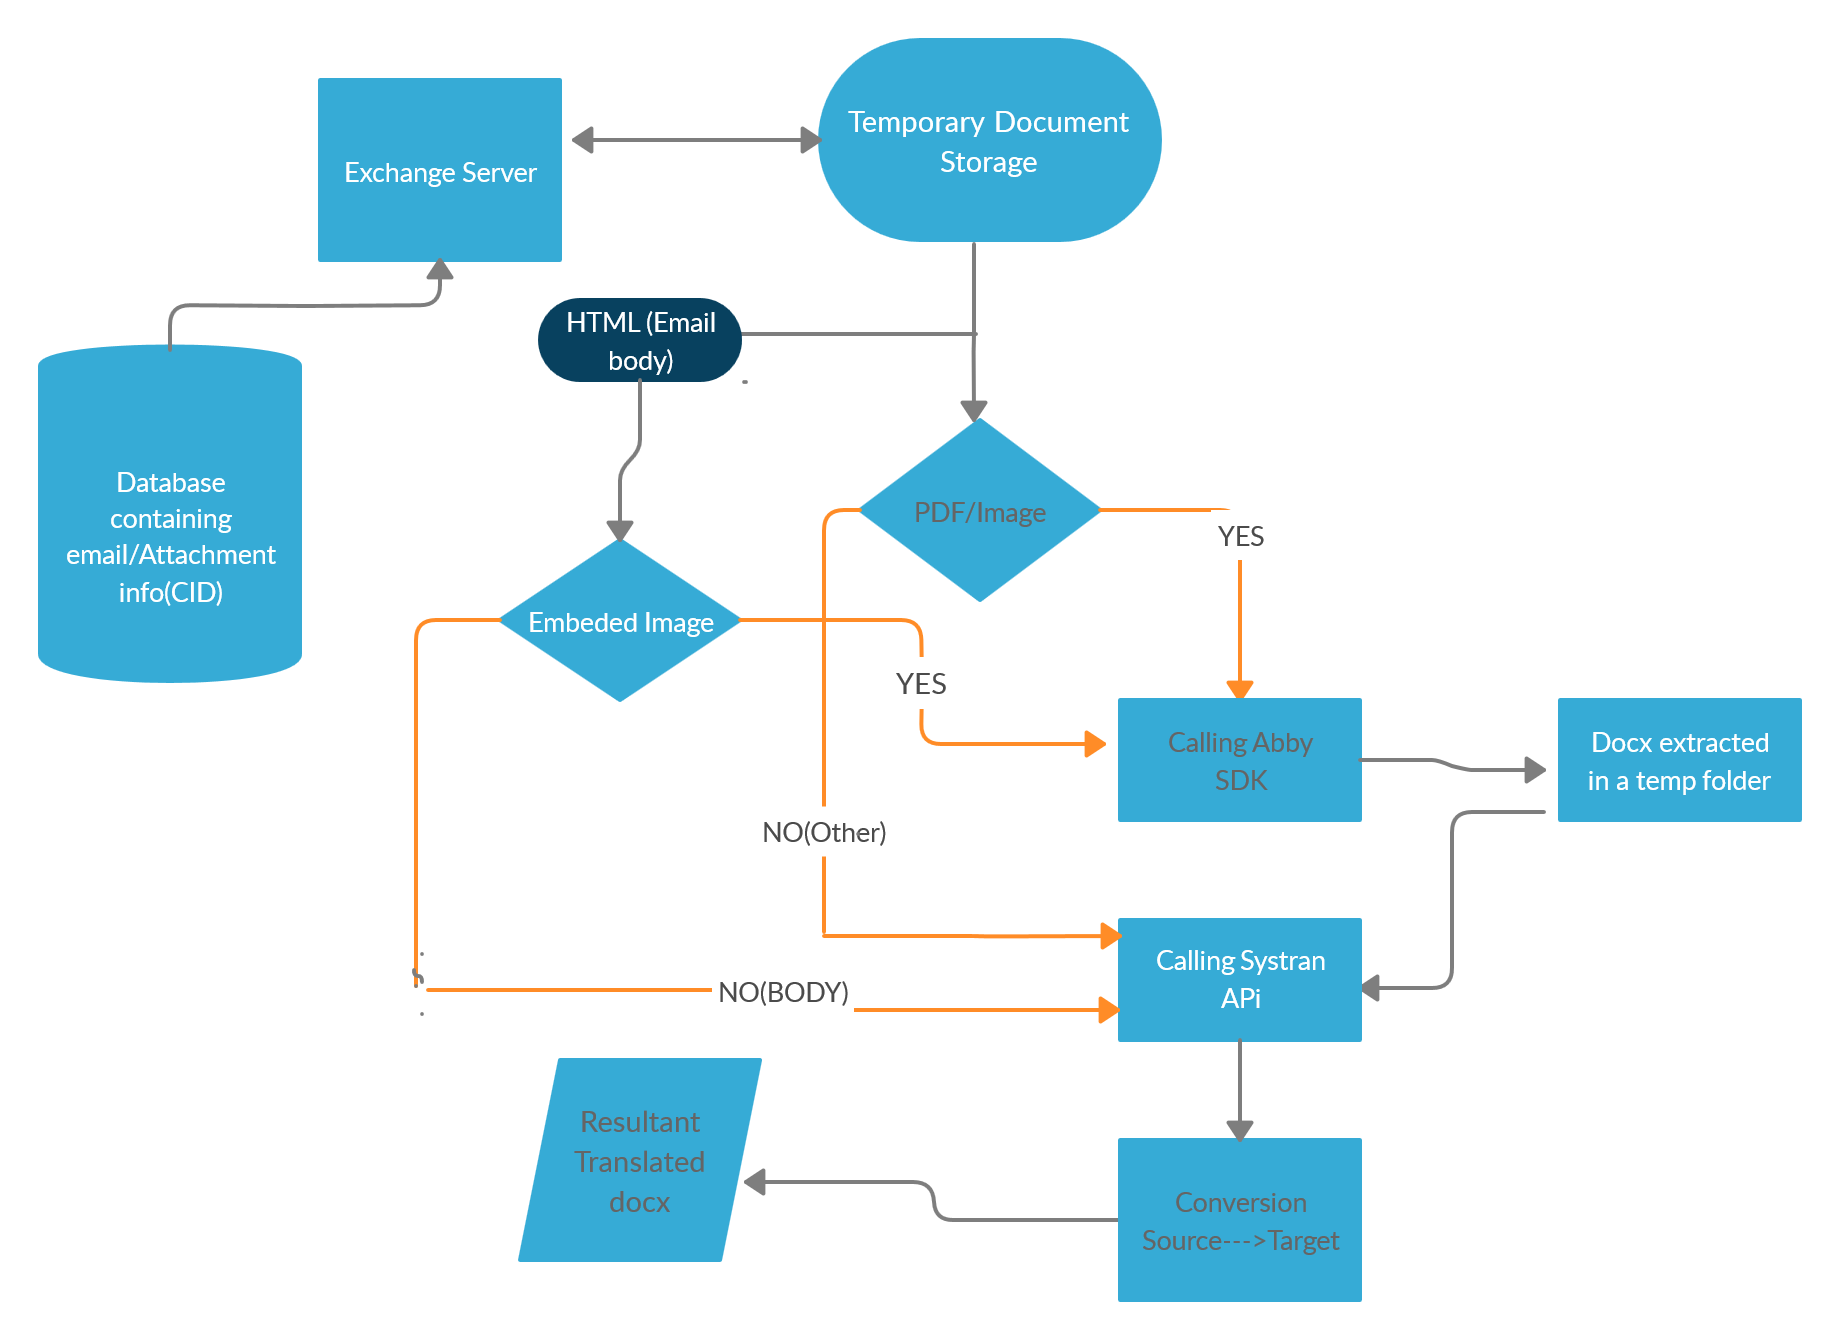 Temporary Document
Storage
Exchange Server
HTML (Email
body)
Database
containing
email/Attachment
info(CID)
PDF/Image
YES
Embeded Image
YES
Calling Abby
SDK
Docx extracted
in a temp folder
NO(Other)
Calling Systran
APi
NO(BODY)
Resultant
Translated
docx
Conversion
Source--->Target